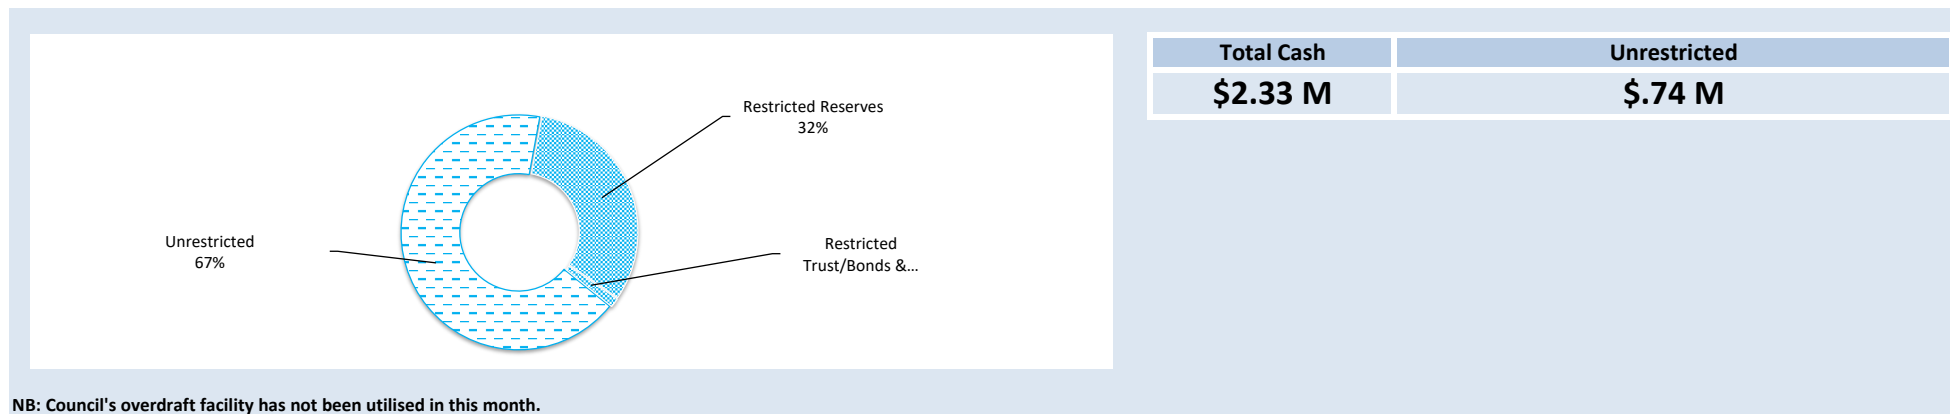 Restricted Reserves
32%
Unrestricted
67%
Restricted
Trust/Bonds &...
Total Cash
Unrestricted
$2.33 M
$.74 M
NB: Council's overdraft facility has not been utilised in this month.